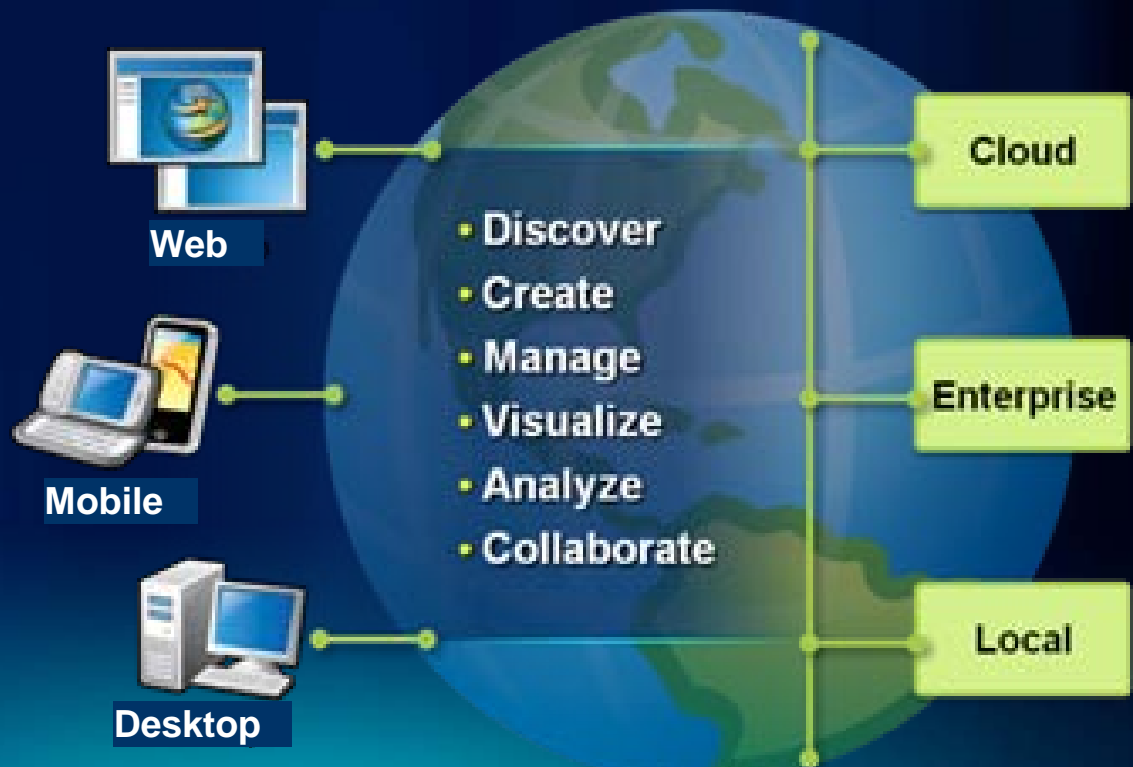 Web
Mobile
Desktop
• Discover
• Create
• Manage
• Visualize
• Analyze
• Collaborate
Cloud
Enterprise
Local